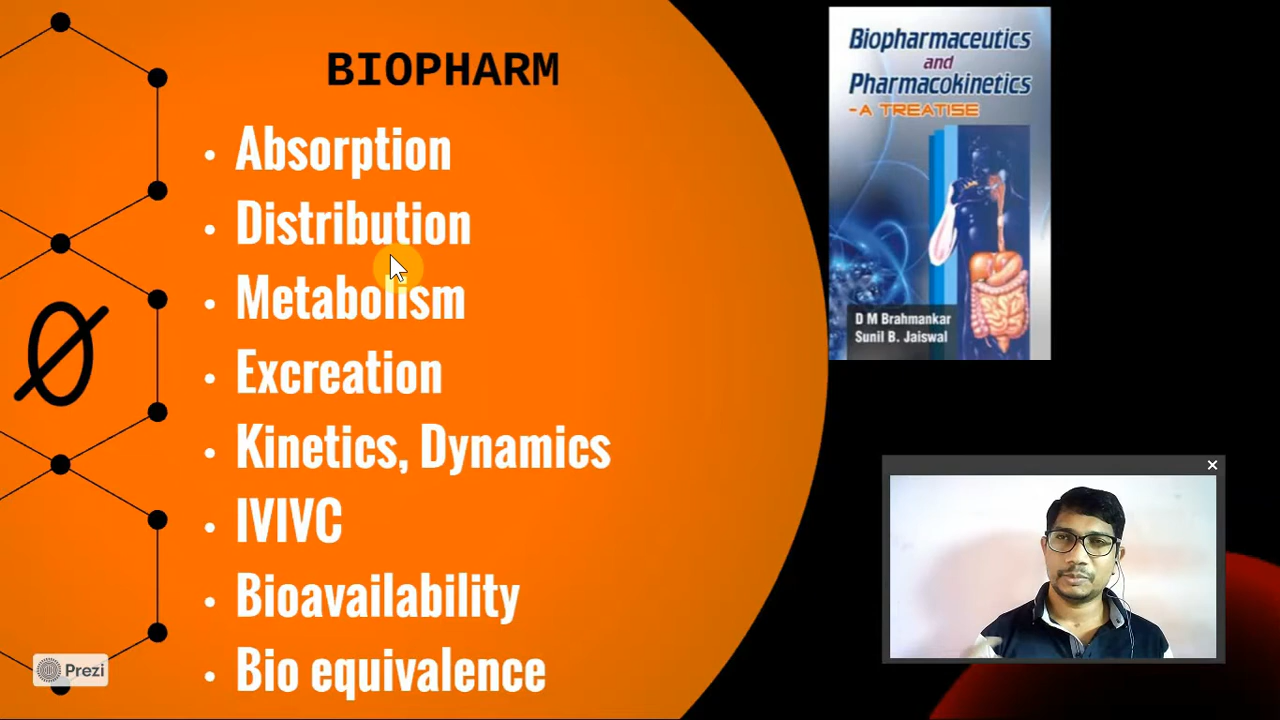 BIOPHARM
• Absorption
• Distribution
• Metabolism
• Excreation
• Kinetics, Dynamics
• IVIVC
• Bioavailability
• Bio equivalence
Prezi
Biopharmaceutics
and
Pharmacokinetics
-A TREATISE
D M Brahmankar
Sunil B. Jaiswal